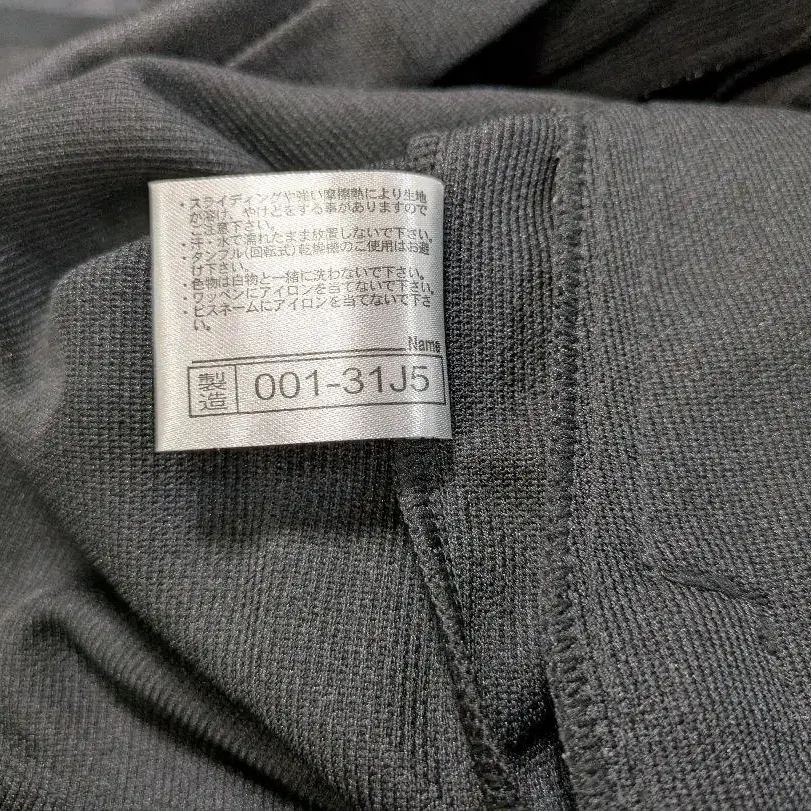 ・スライディングや強い摩擦熱により生地
が溶け、やけどをする事がありますので
ご注意下さい。
・汗・水で濡れたまま放置しないで下さい。
・タンブル(回転式)乾燥機のご使用はお避
け下さい。
・色物は白物と一緒に洗わないで下さい。
・ワッペンにアイロンを当てないで下さい。
・ピスネームにアイロンを当てないで下さ
い。
Name
製造 001-31J5